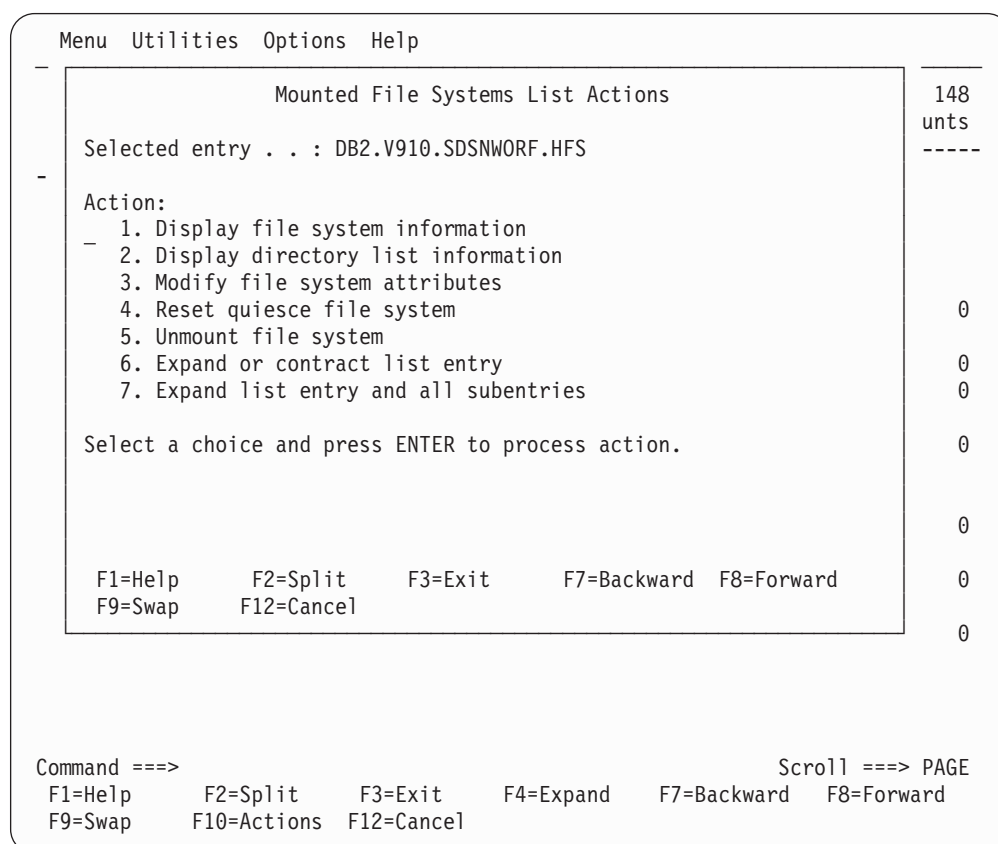 Menu Utilities Options Help
Mounted File Systems List Actions 148
unts
Selected entry . . : DB2.V910.SDSNWORF.HFS -----
-
Action:
_ 1. Display file system information
2. Display directory list information
3. Modify file system attributes
4. Reset quiesce file system 0
5. Unmount file system
6. Expand or contract list entry 0
7. Expand list entry and all subentries 0
Select a choice and press ENTER to process action. 0
0
F1=Help F2=Split F3=Exit F7=Backward F8=Forward 0
F9=Swap F12=Cancel
0
Command ===> Scroll ===> PAGE
F1=Help F2=Split F3=Exit F4=Expand F7=Backward F8=Forward
F9=Swap F10=Actions F12=Cancel